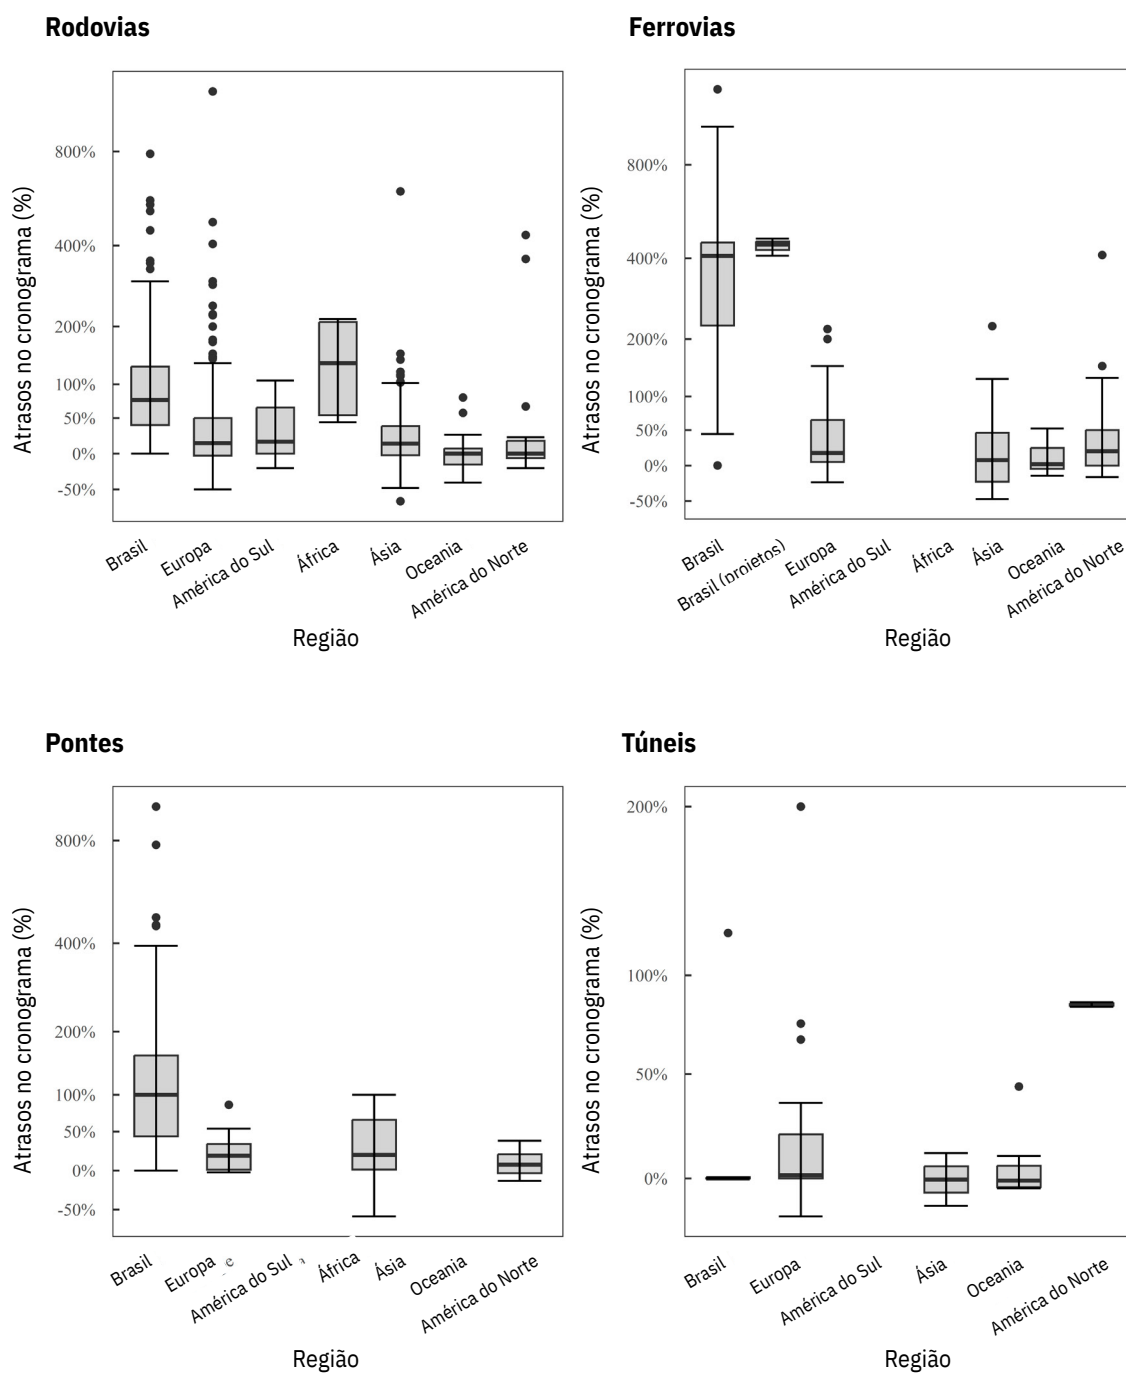 Rodovias
Atrasos no cronograma (%)
800%
400%
200%
100%
50%
0%
-50%
Brasil
Europa
América do Sul
África
Ásia
Oceania
América do Norte
Região
Ferrovias
Atrasos no cronograma (%)
800%
400%
200%
100%
50%
0%
-50%
Brasil
Brasil (projetos)
Europa
América do Sul
África
Ásia
Oceania
América do Norte
Região
Pontes
Atrasos no cronograma (%)
800%
400%
200%
100%
50%
0%
-50%
Brasil
Europa
América do Sul
África
Ásia
Oceania
América do Norte
Região
Túneis
Atrasos no cronograma (%)
200%
100%
50%
0%
Brasil
Europa
América do Sul
Ásia
Oceania
América do Norte
Região